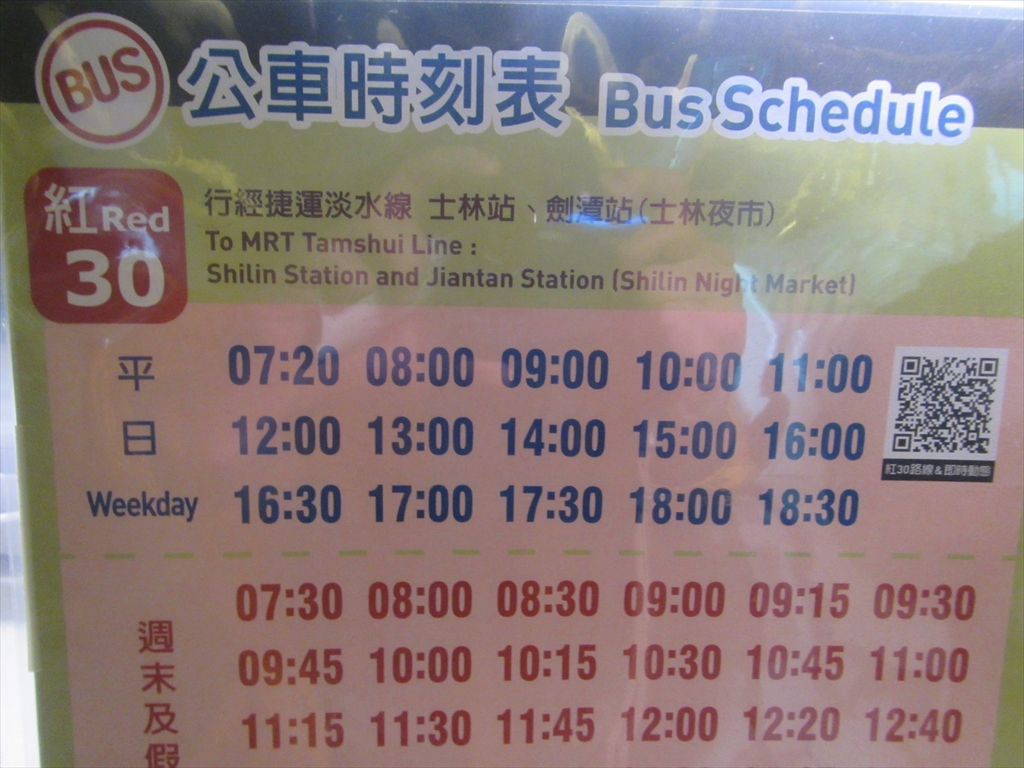 BUS 公車時刻表 Bus Schedule
紅 Red 30
行經捷運淡水線 士林站、劍潭站(士林夜市)
To MRT Tamshui Line :
Shilin Station and Jiantan Station (Shilin Night Market)
平日 Weekday
07:20 08:00 09:00 10:00 11:00
12:00 13:00 14:00 15:00 16:00
16:30 17:00 17:30 18:00 18:30
紅30路線&即時動態
週末及假
07:30 08:00 08:30 09:00 09:15 09:30
09:45 10:00 10:15 10:30 10:45 11:00
11:15 11:30 11:45 12:00 12:20 12:40